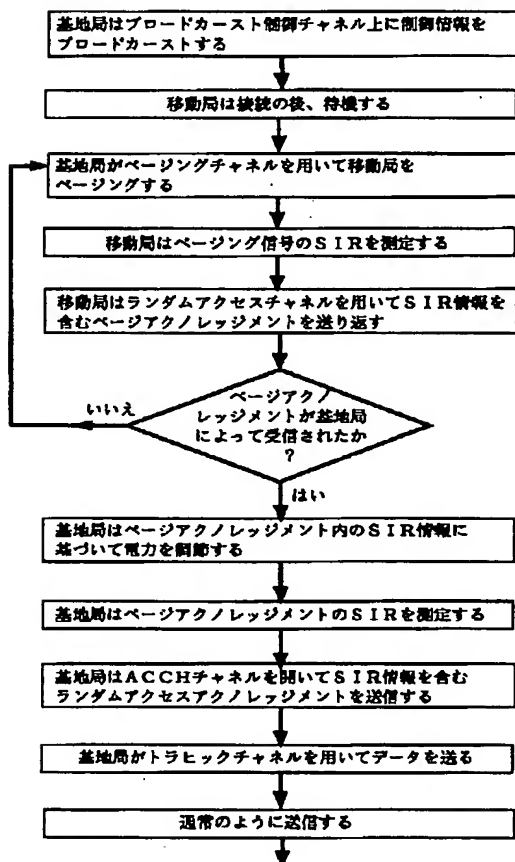 基地局はブロードカースト制御チャネル上に制御情報を
ブロードカーストする
移動局は接続の後、待機する
基地局がページングチャネルを用いて移動局を
ページングする
移動局はページング信号のSIRを測定する
移動局はランダムアクセスチャネルを用いてSIR情報を
含むページアクノレッジメントを送り返す
ページアクノ
レッジメントが基地局
によって受信されたか
?
いいえ
はい
基地局はページアクノレッジメント内のSIR情報に
基づいて電力を調節する
基地局はページアクノレッジメントのSIRを測定する
基地局はACCHチャネルを開いてSIR情報を含む
ランダムアクセスアクノレッジメントを送信する
基地局がトラヒックチャネルを用いてデータを送る
通常のように送信する